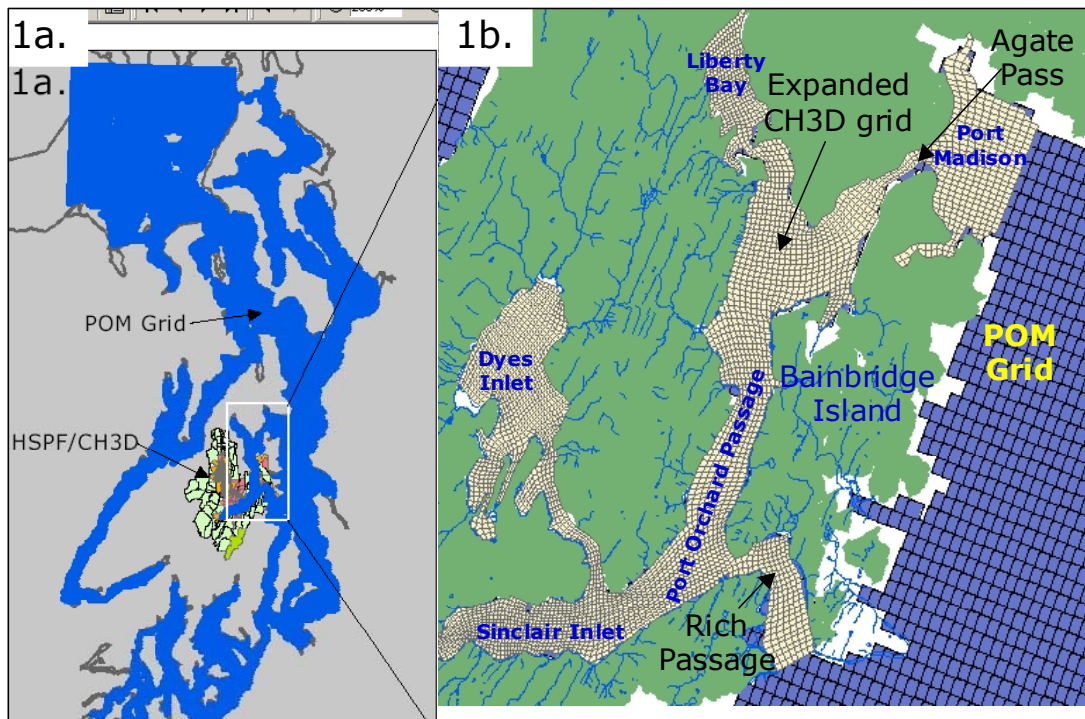 1a.
1a.
POM Grid
HSPF/CH3D
1b.
Liberty
Bay
Expanded
CH3D grid
Agate
Pass
Port
Madison
POM
Grid
Dyes
Inlet
Bainbridge
Island
Port Orchard Passage
Sinclair Inlet
Rich
Passage